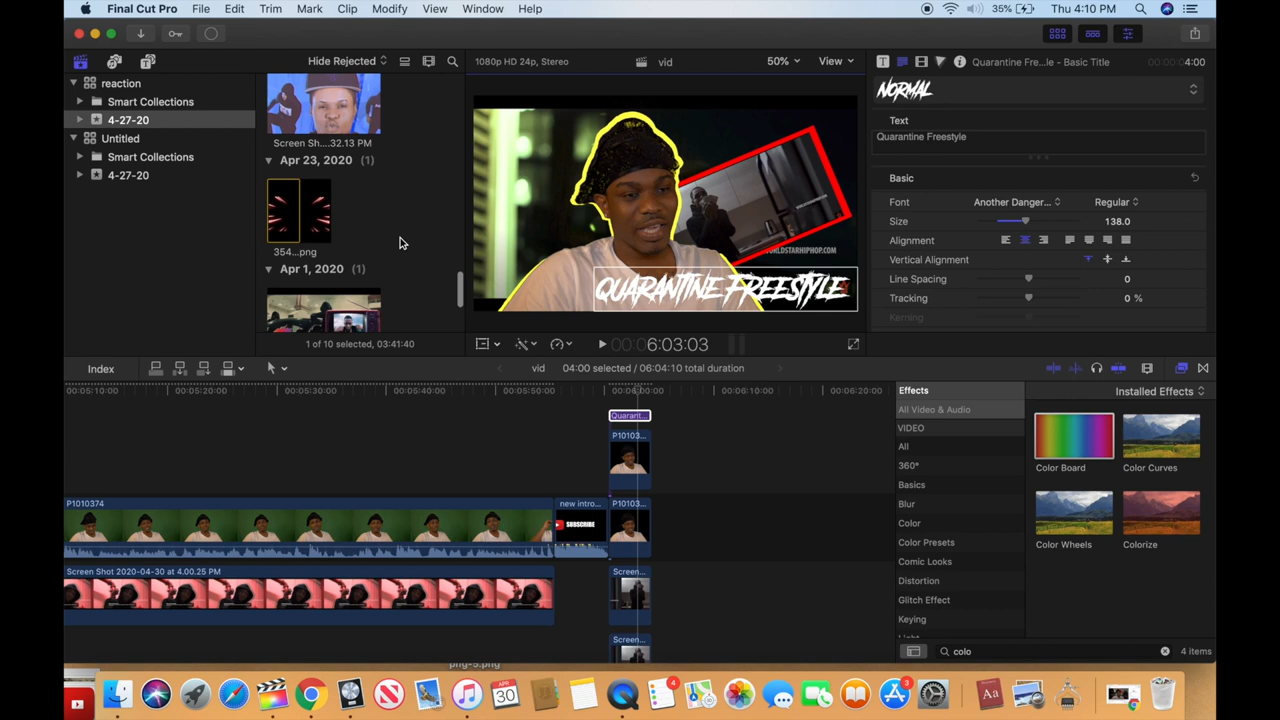 Final Cut Pro File Edit Trim Mark Clip Modify View Window Help 35% Thu 4:10 PM
Hide Rejected 1080p HD 24p, Stereo vid 50% View Quarantine Fre...le - Basic Title 00:00:04:00
reaction
Smart Collections
4-27-20
Untitled
Smart Collections
4-27-20
Screen Sh....32.13 PM
Apr 23, 2020 (1)
354...png
Apr 1, 2020 (1)
1 of 10 selected, 03:41:40
WORLDSTARHIPHOP.COM
QUARANTINE FREESTYLE
00:00:06:03:03
NORMAL
Text
Quarantine Freestyle
Basic
Font Another Danger... Regular
Size 138.0
Alignment
Vertical Alignment
Line Spacing 0
Tracking 0 %
Kerning
Index vid 04:00 selected / 06:04:10 total duration
00:05:10:00 00:05:20:00 00:05:30:00 00:05:40:00 00:05:50:00 00:06:00:00 00:06:10:00 00:06:20:00
Quarant...
P10103...
P1010374 new intro... P10103...
SUBSCRIBE
Screen Shot 2020-04-30 at 4.00.25 PM Screen...
Screen...
Effects Installed Effects
All Video & Audio
VIDEO
All
360°
Basics
Blur
Color
Color Presets
Comic Looks
Distortion
Glitch Effect
Keying
Light
Color Board Color Curves
Color Wheels Colorize
colo 4 items
png-5.png
APR
30
4
3
Aa